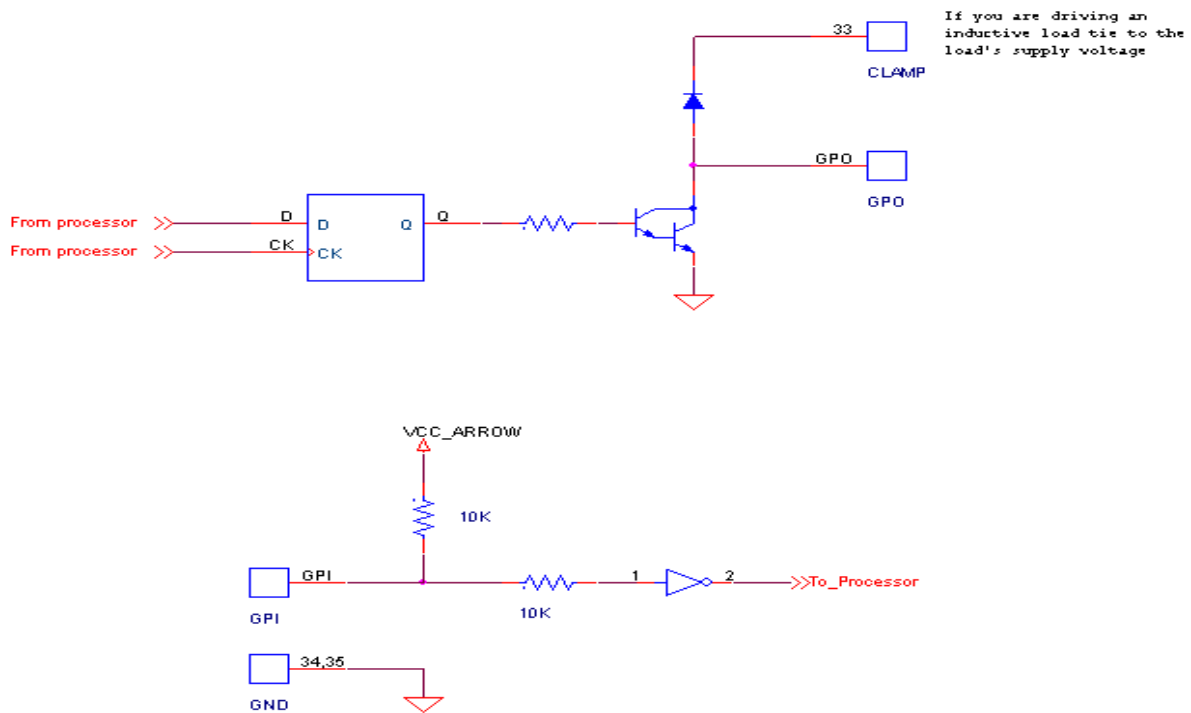 If you are driving an
inductive load tie to the
load's supply voltage
33
CLAMP
GPO
GPO
From processor
D
D
Q
Q
From processor
CK
CK
VCC_ARROW
10K
GPI
1
2
To_Processor
GPI
10K
34,35
GND